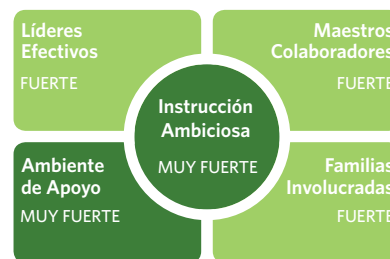 Líderes
Efectivos
FUERTE
Maestros
Colaboradores
FUERTE
Instrucción
Ambiciosa
MUY FUERTE
Ambiente
de Apoyo
MUY FUERTE
Familias
Involucradas
FUERTE